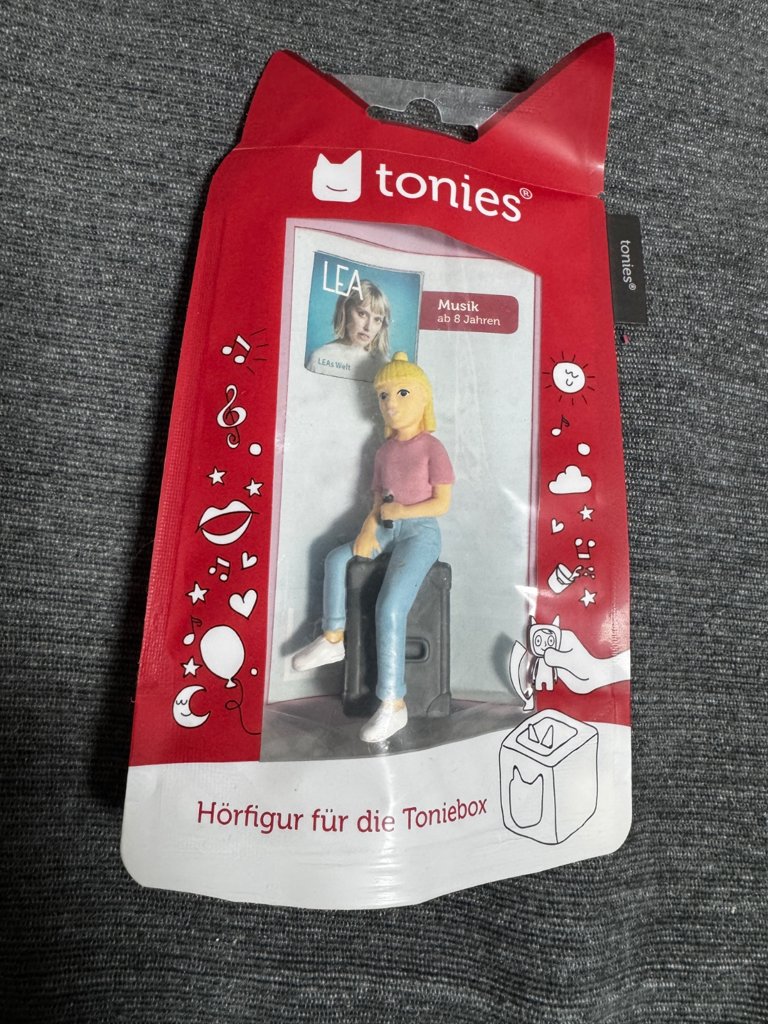 tonies®
tonies®
LEA
Musik
ab 8 Jahren
LEAs Welt
Hörfigur für die Toniebox